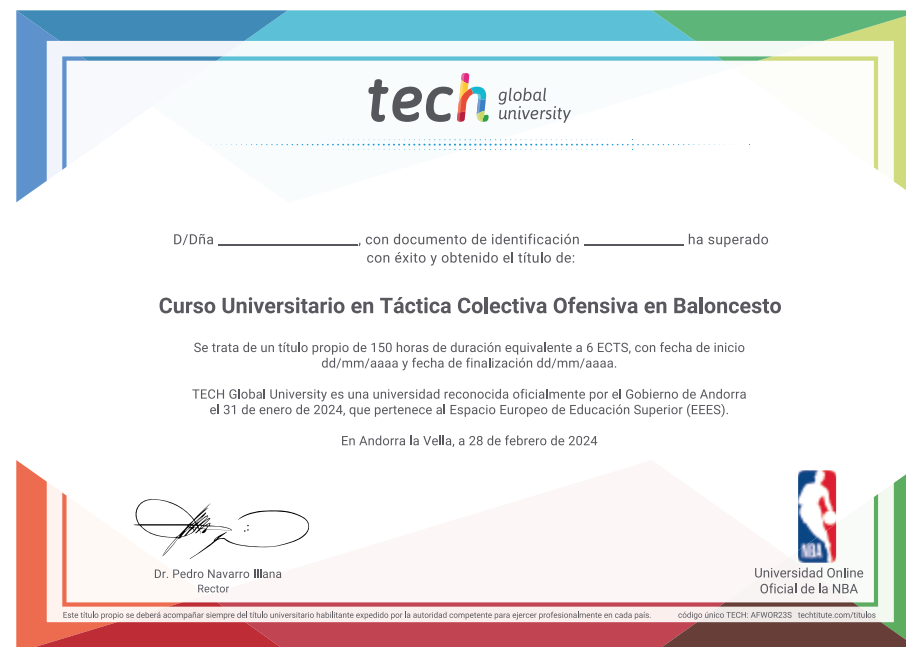 tech global
university
D/Dña ____________________, con documento de identificación ______________ ha superado
con éxito y obtenido el título de:
Curso Universitario en Táctica Colectiva Ofensiva en Baloncesto
Se trata de un título propio de 150 horas de duración equivalente a 6 ECTS, con fecha de inicio
dd/mm/aaaa y fecha de finalización dd/mm/aaaa.
TECH Global University es una universidad reconocida oficialmente por el Gobierno de Andorra
el 31 de enero de 2024, que pertenece al Espacio Europeo de Educación Superior (EEES).
En Andorra la Vella, a 28 de febrero de 2024
Dr. Pedro Navarro Illana
Rector
NBA
Universidad Online
Oficial de la NBA
Este título propio se deberá acompañar siempre del título universitario habilitante expedido por la autoridad competente para ejercer profesionalmente en cada país.
código único TECH: AFWOR23S techtitute.com/titulos